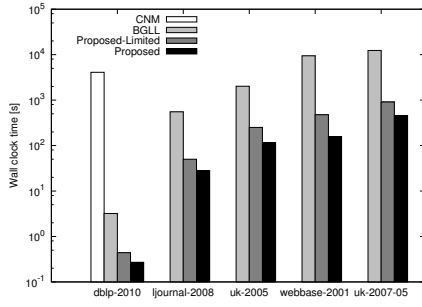 10^5
10^4
10^3
10^2
10^1
10^0
10^-1
Wall clock time [s]
CNM
BGLL
Proposed-Limited
Proposed
dblp-2010 ljournal-2008 uk-2005 webbase-2001 uk-2007-05